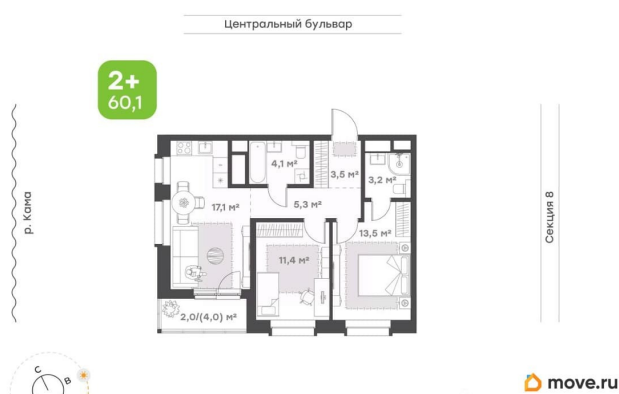 Центральный бульвар
2+
60,1
4,1 м²
3,5 м²
3,2 м²
17,1 м²
5,3 м²
13,5 м²
11,4 м²
2,0/(4,0) м²
р. Кама
Секция 8
С
В
move.ru